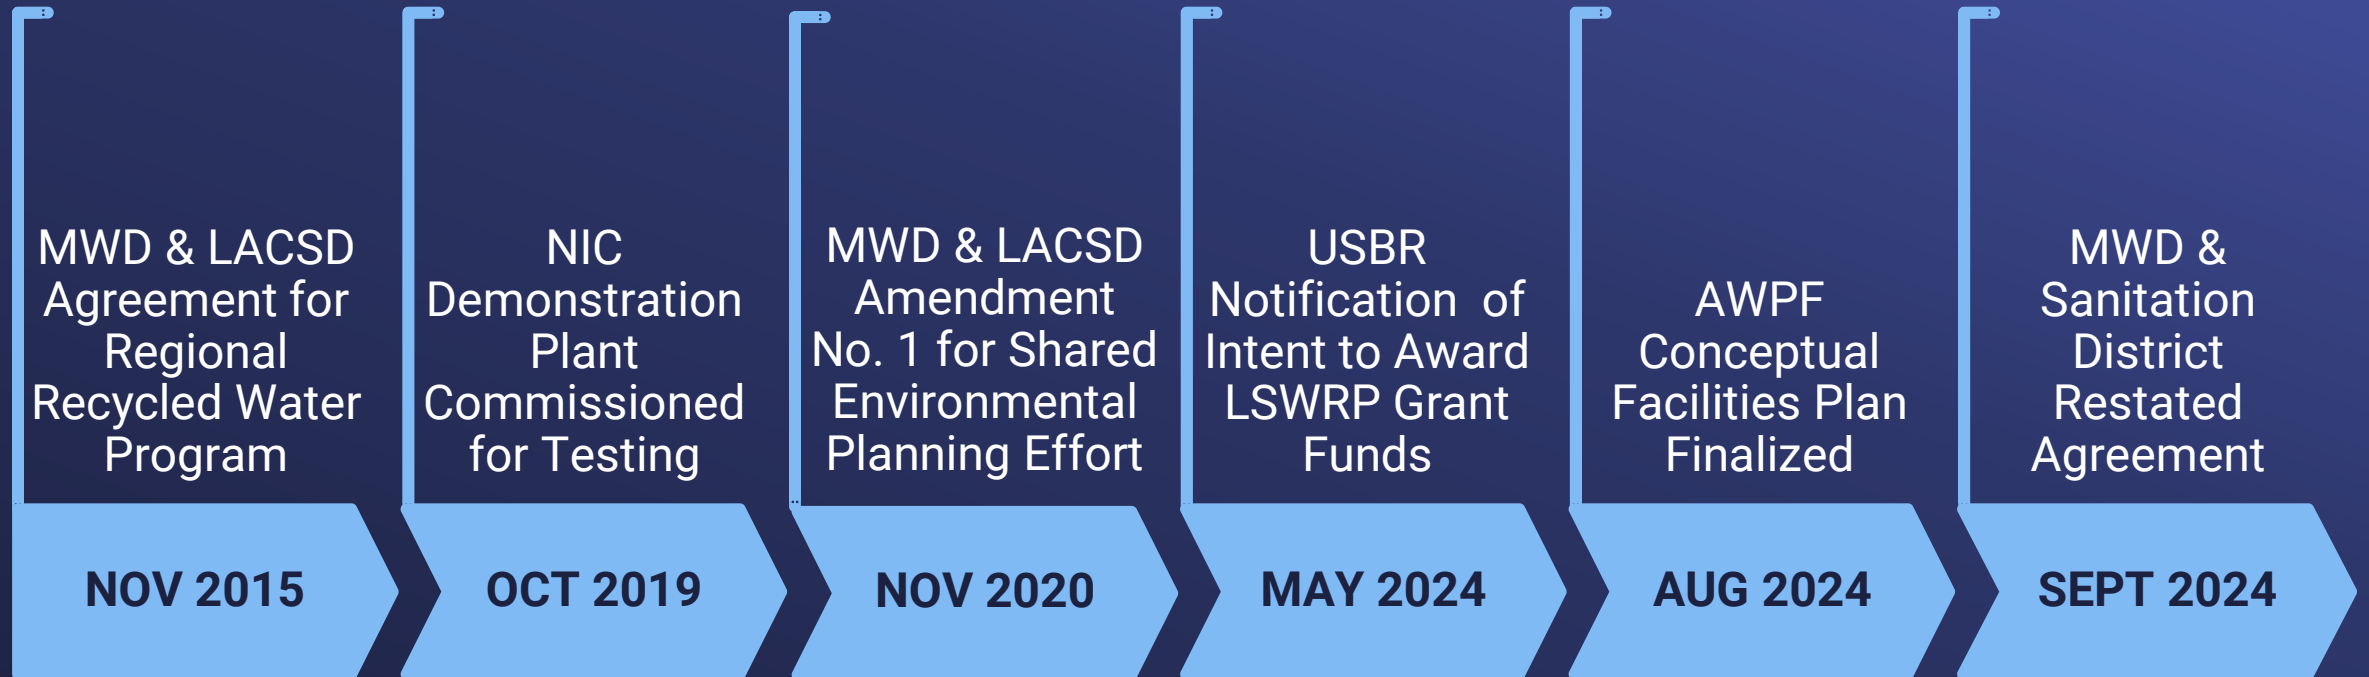 MWD & LACSD
Agreement for
Regional
Recycled Water
Program
NOV 2015
NIC
Demonstration
Plant
Commissioned
for Testing
OCT 2019
MWD & LACSD
Amendment
No. 1 for Shared
Environmental
Planning Effort
NOV 2020
USBR
Notification of
Intent to Award
LSWRP Grant
Funds
MAY 2024
AWPF
Conceptual
Facilities Plan
Finalized
AUG 2024
MWD &
Sanitation
District
Restated
Agreement
SEPT 2024